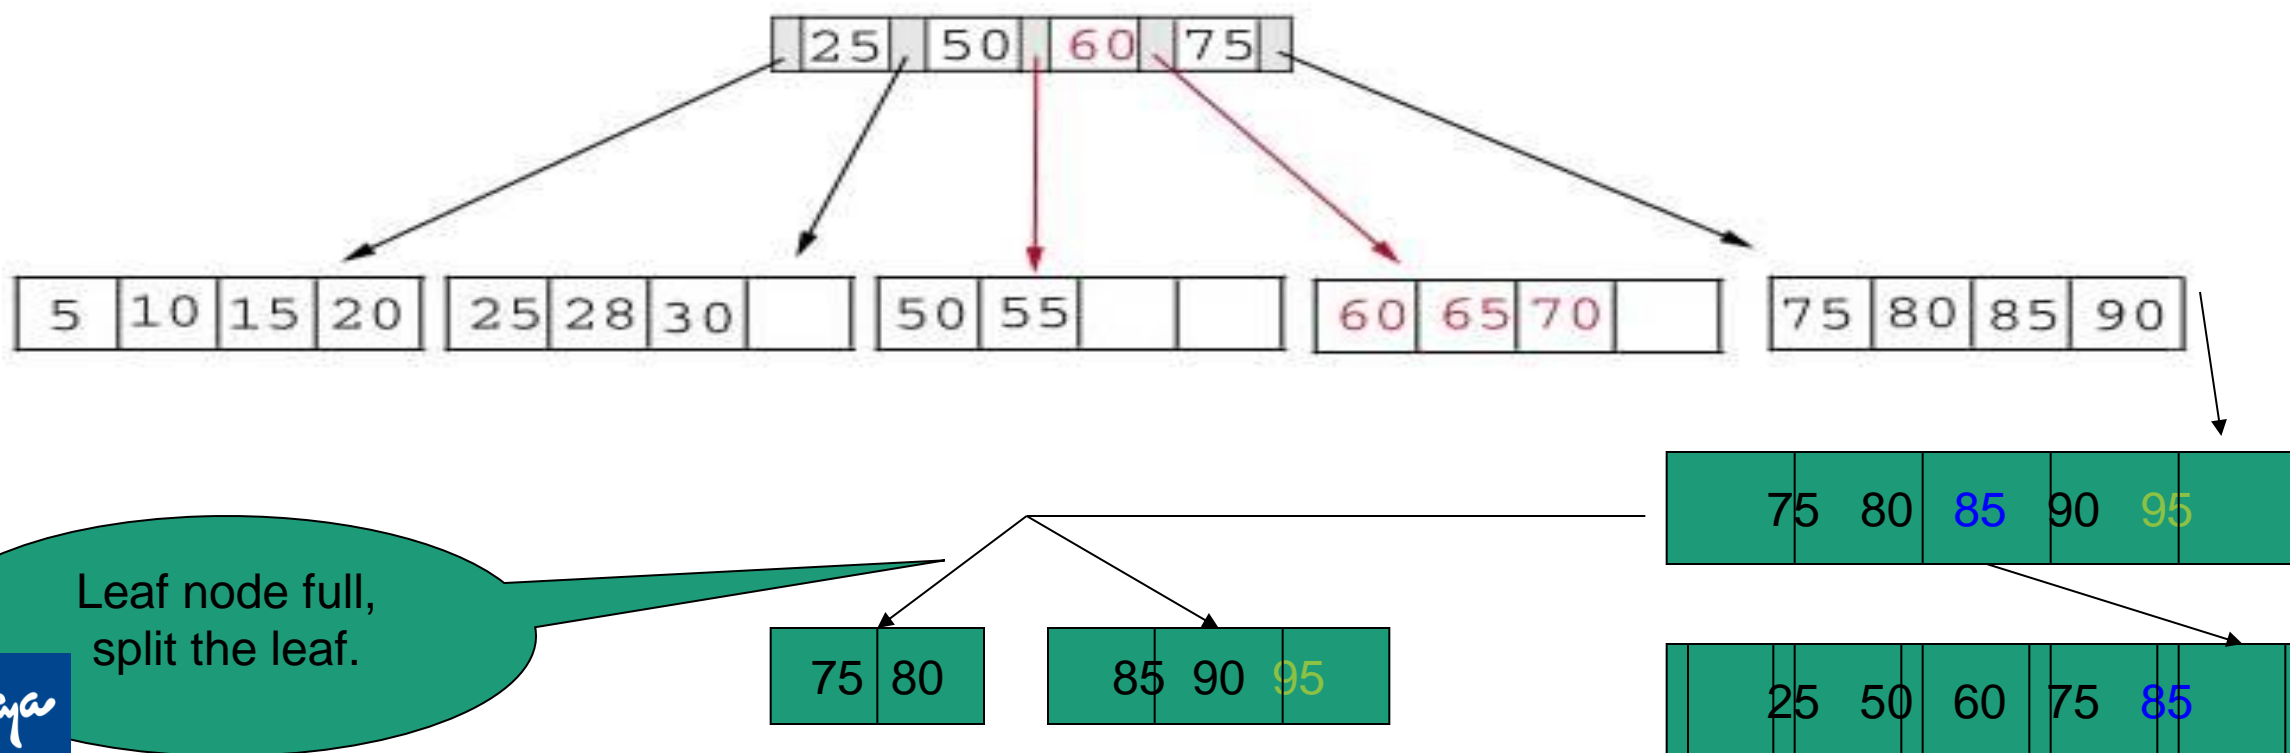 25 50 60 75
5 10 15 20 25 28 30 50 55 60 65 70 75 80 85 90
75 80 85 90 95
Leaf node full,
split the leaf.
75 80 85 90 95
25 50 60 75 85